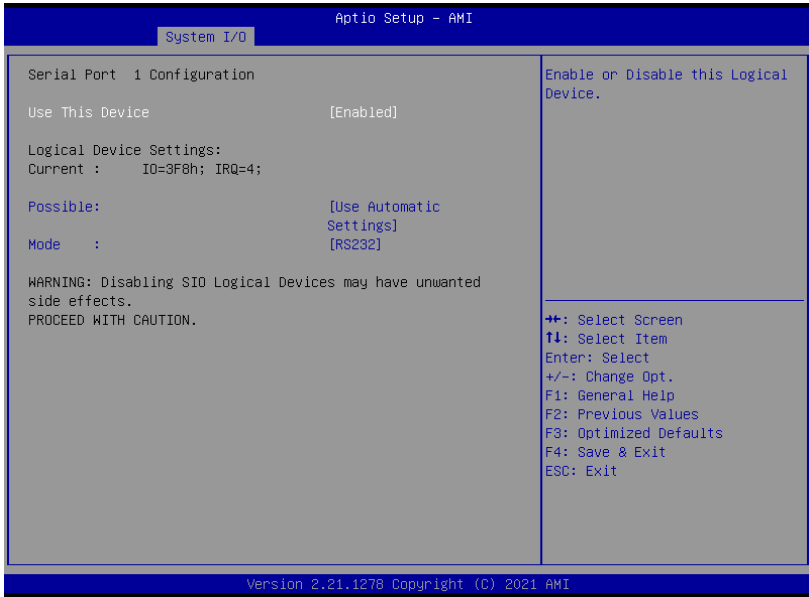 Aptio Setup – AMI
System I/O
Serial Port 1 Configuration
Use This Device [Enabled]
Logical Device Settings:
Current : IO=3F8h; IRQ=4;
Possible: [Use Automatic
Settings]
Mode : [RS232]
WARNING: Disabling SIO Logical Devices may have unwanted
side effects.
PROCEED WITH CAUTION.
Enable or Disable this Logical
Device.
→←: Select Screen
↑↓: Select Item
Enter: Select
+/-: Change Opt.
F1: General Help
F2: Previous Values
F3: Optimized Defaults
F4: Save & Exit
ESC: Exit
Version 2.21.1278 Copyright (C) 2021 AMI